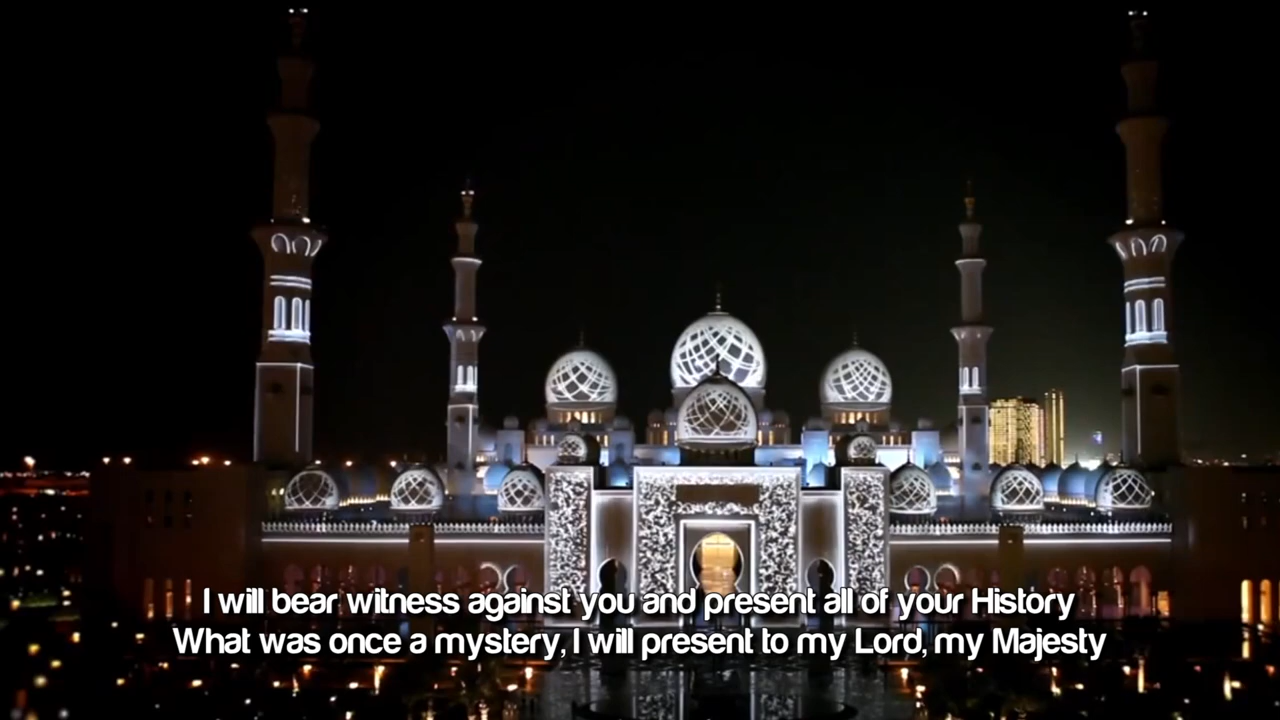 I will bear witness against you and present all of your History
What was once a mystery, I will present to my Lord, my Majesty